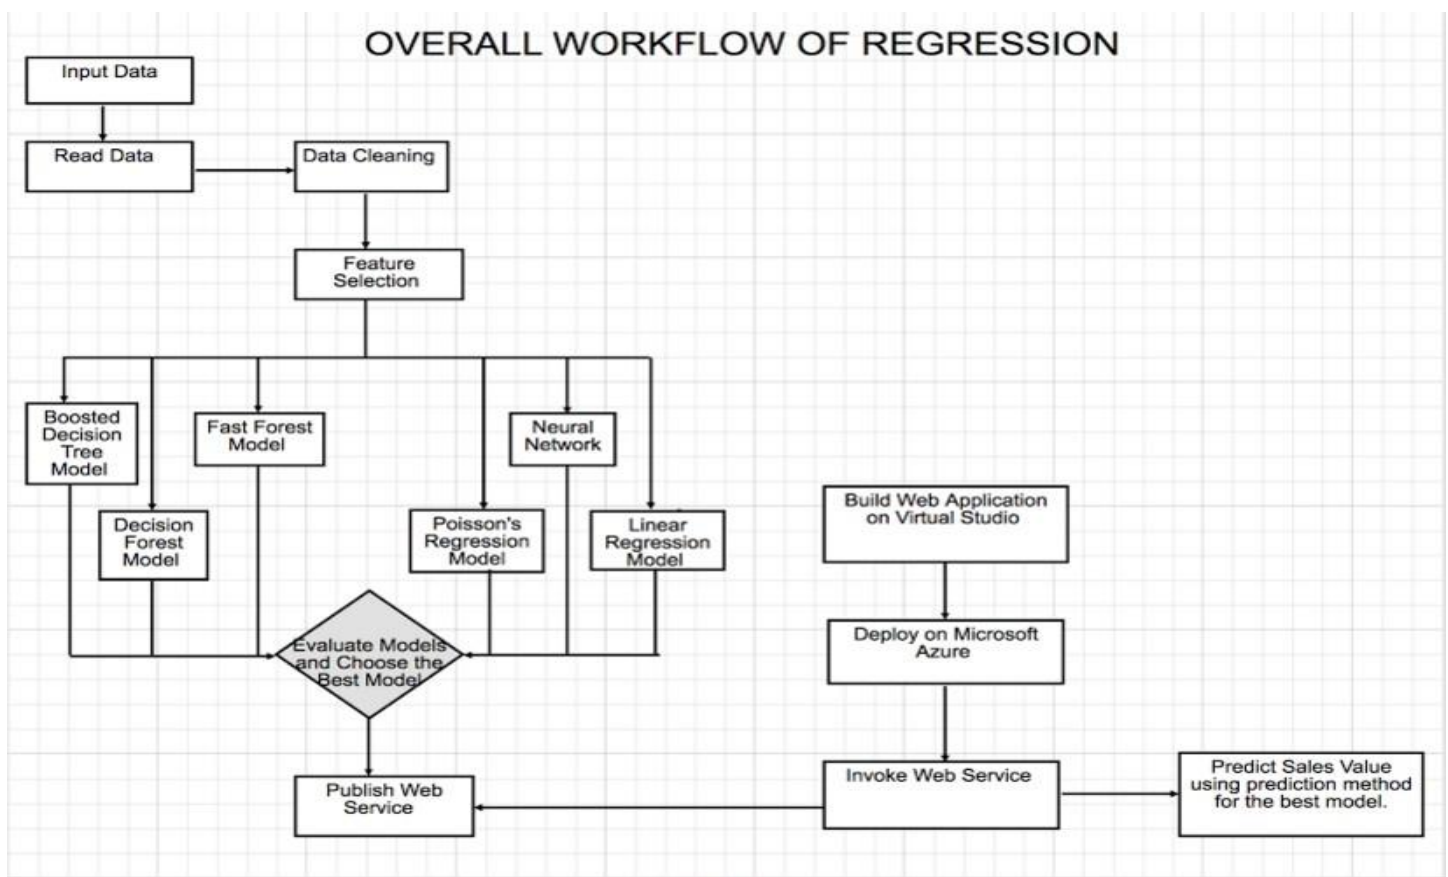 OVERALL WORKFLOW OF REGRESSION
Input Data
Read Data
Data Cleaning
Feature
Selection
Boosted
Decision
Tree
Model
Fast Forest
Model
Neural
Network
Decision
Forest
Model
Poisson's
Regression
Model
Linear
Regression
Model
Build Web Application
on Virtual Studio
Evaluate Models
and Choose the
Best Model
Deploy on Microsoft
Azure
Publish Web
Service
Invoke Web Service
Predict Sales Value
using prediction method
for the best model.